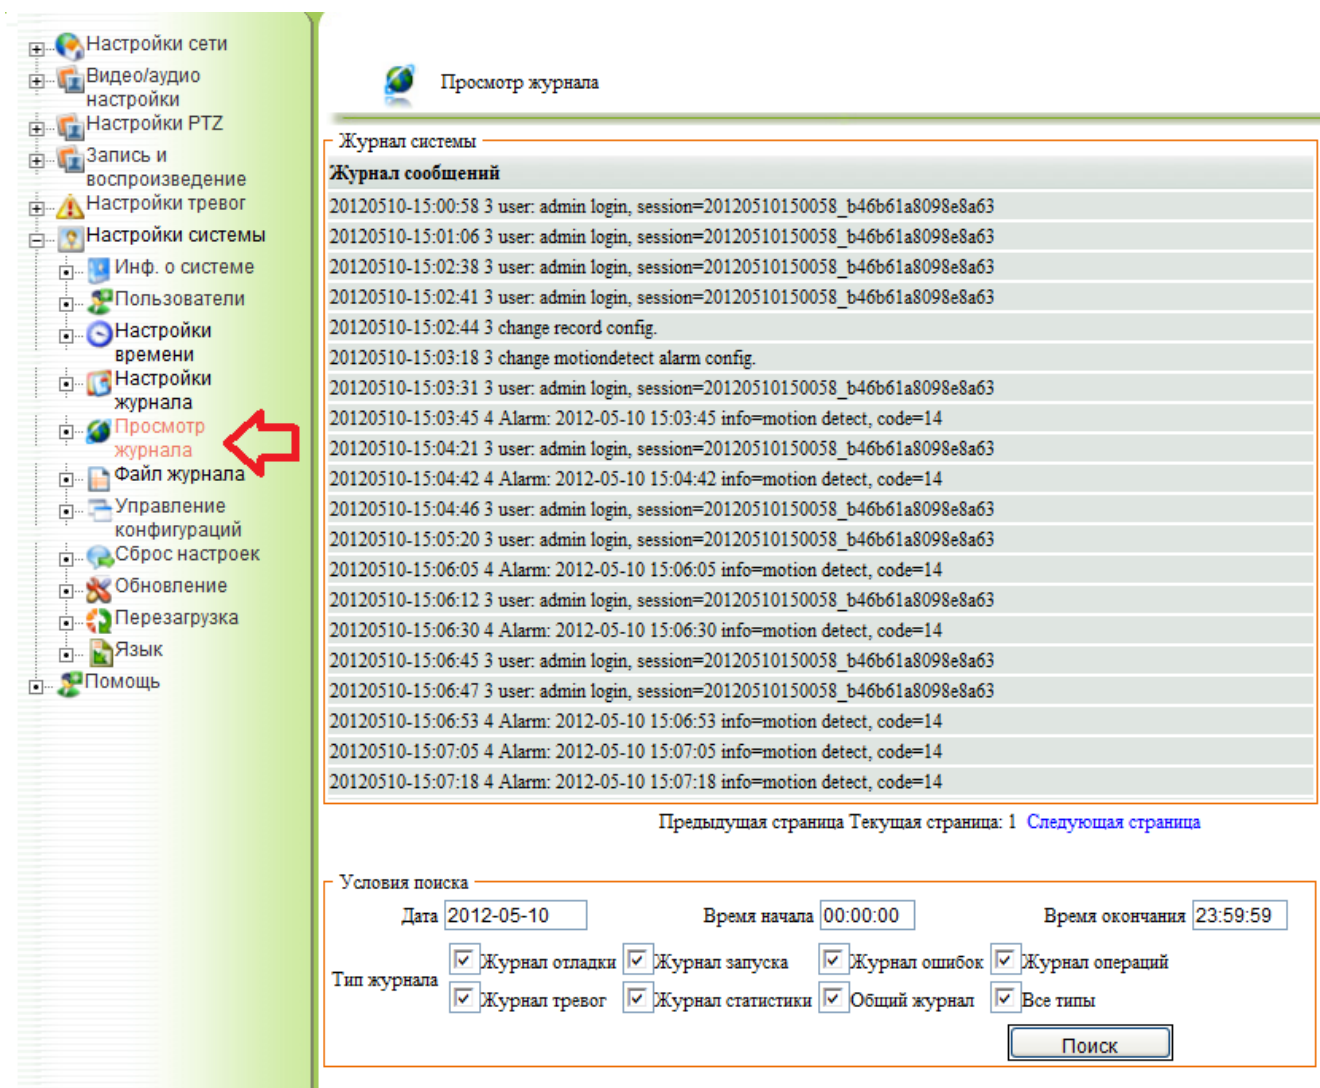 Настройки сети
Видео/аудио
настройки
Настройки PTZ
Запись и
воспроизведение
Настройки тревог
Настройки системы
Инф. о системе
Пользователи
Настройки
времени
Настройки
журнала
Просмотр
журнала
Файл журнала
Управление
конфигураций
Сброс настроек
Обновление
Перезагрузка
Язык
Помощь
Просмотр журнала
Журнал системы
Журнал сообщений
20120510-15:00:58 3 user: admin login, session=20120510150058_b46b61a8098e8a63
20120510-15:01:06 3 user: admin login, session=20120510150058_b46b61a8098e8a63
20120510-15:02:38 3 user: admin login, session=20120510150058_b46b61a8098e8a63
20120510-15:02:41 3 user: admin login, session=20120510150058_b46b61a8098e8a63
20120510-15:02:44 3 change record config.
20120510-15:03:18 3 change motiondetect alarm config.
20120510-15:03:31 3 user: admin login, session=20120510150058_b46b61a8098e8a63
20120510-15:03:45 4 Alarm: 2012-05-10 15:03:45 info=motion detect, code=14
20120510-15:04:21 3 user: admin login, session=20120510150058_b46b61a8098e8a63
20120510-15:04:42 4 Alarm: 2012-05-10 15:04:42 info=motion detect, code=14
20120510-15:04:46 3 user: admin login, session=20120510150058_b46b61a8098e8a63
20120510-15:05:20 3 user: admin login, session=20120510150058_b46b61a8098e8a63
20120510-15:06:05 4 Alarm: 2012-05-10 15:06:05 info=motion detect, code=14
20120510-15:06:12 3 user: admin login, session=20120510150058_b46b61a8098e8a63
20120510-15:06:30 4 Alarm: 2012-05-10 15:06:30 info=motion detect, code=14
20120510-15:06:45 3 user: admin login, session=20120510150058_b46b61a8098e8a63
20120510-15:06:47 3 user: admin login, session=20120510150058_b46b61a8098e8a63
20120510-15:06:53 4 Alarm: 2012-05-10 15:06:53 info=motion detect, code=14
20120510-15:07:05 4 Alarm: 2012-05-10 15:07:05 info=motion detect, code=14
20120510-15:07:18 4 Alarm: 2012-05-10 15:07:18 info=motion detect, code=14
Предыдущая страница Текущая страница: 1 Следующая страница
Условия поиска
Дата 2012-05-10 Время начала 00:00:00 Время окончания 23:59:59
Тип журнала
Журнал отладки Журнал запуска Журнал ошибок Журнал операций
Журнал тревог Журнал статистики Общий журнал Все типы
Поиск